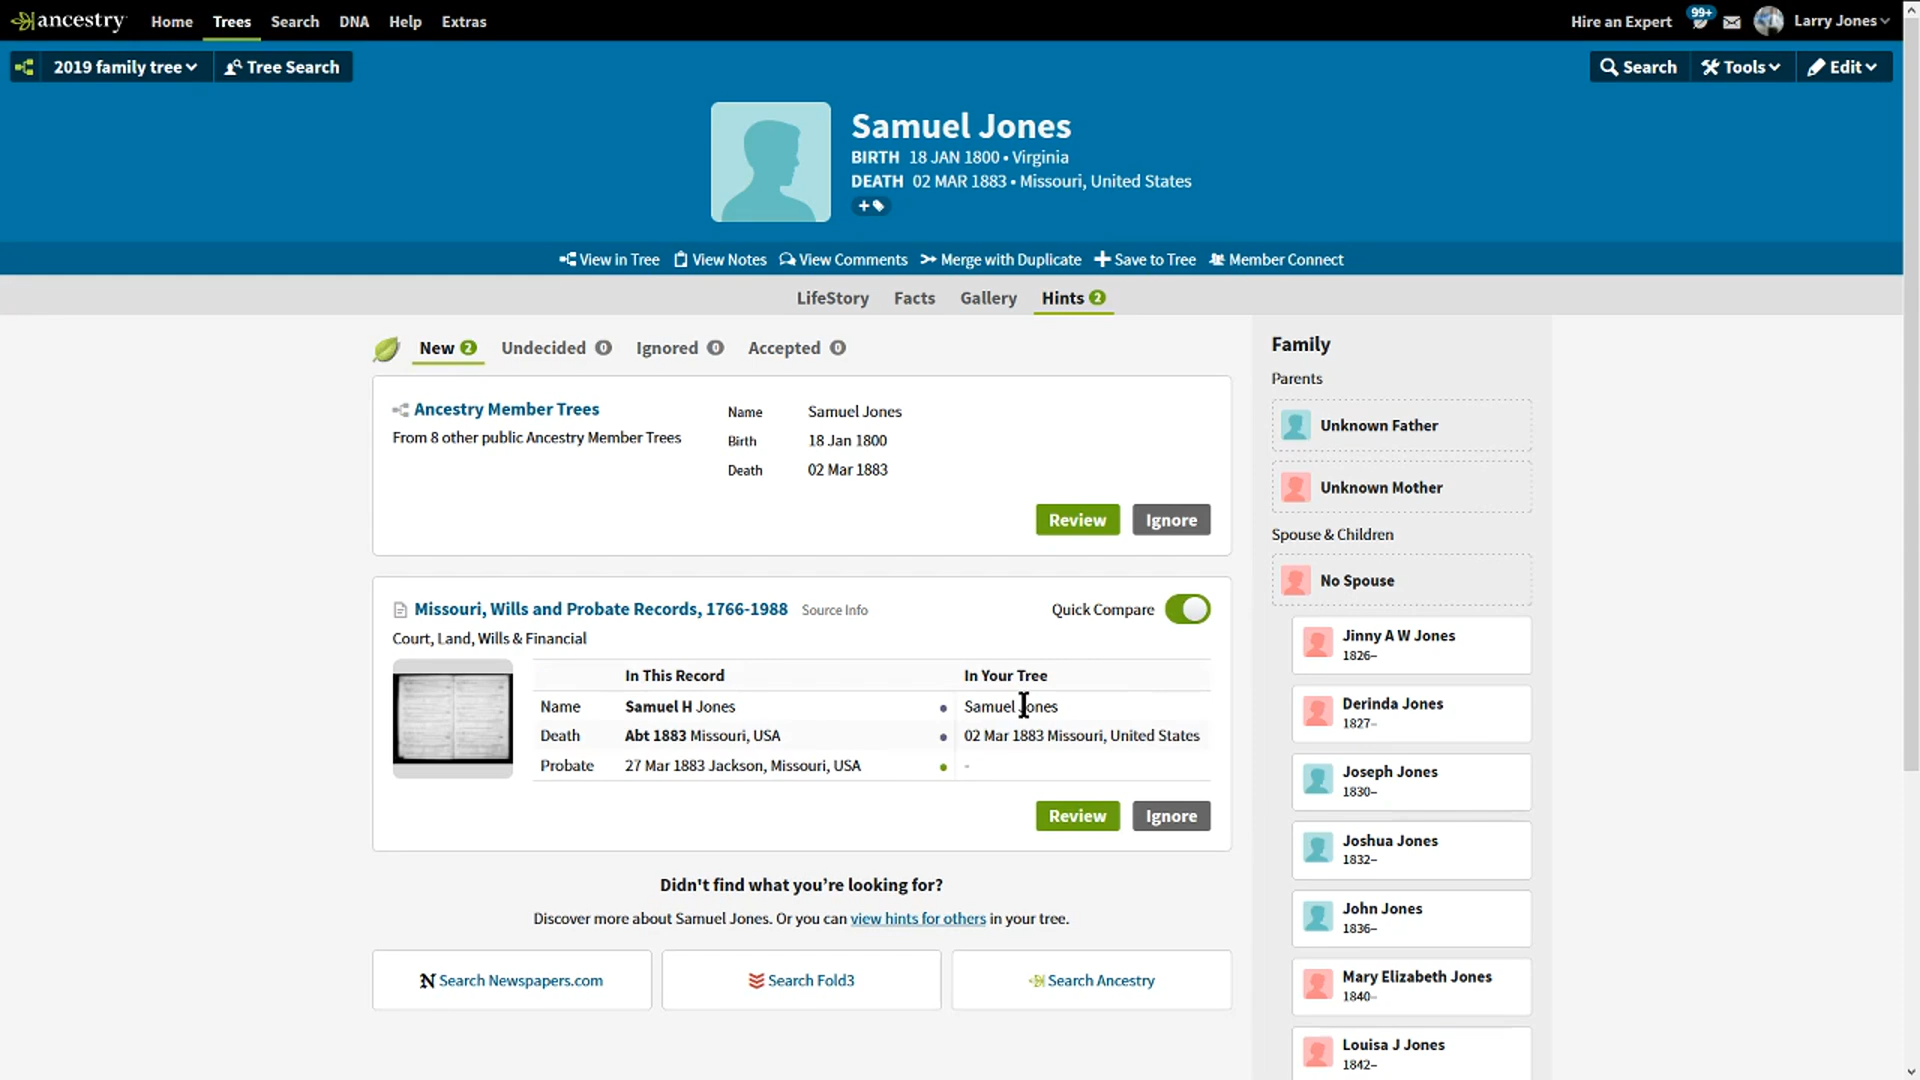 ancestry Home Trees Search DNA Help Extras Hire an Expert 99+ Larry Jones
2019 family tree Tree Search Search Tools Edit
Samuel Jones
BIRTH 18 JAN 1800 • Virginia
DEATH 02 MAR 1883 • Missouri, United States
+
View in Tree View Notes View Comments Merge with Duplicate Save to Tree Member Connect
LifeStory Facts Gallery Hints 2
New 2 Undecided 0 Ignored 0 Accepted 0
Ancestry Member Trees
From 8 other public Ancestry Member Trees
Name Samuel Jones
Birth 18 Jan 1800
Death 02 Mar 1883
Review Ignore
Missouri, Wills and Probate Records, 1766-1988 Source Info Quick Compare
Court, Land, Wills & Financial
In This Record In Your Tree
Name Samuel H Jones Samuel Jones
Death Abt 1883 Missouri, USA 02 Mar 1883 Missouri, United States
Probate 27 Mar 1883 Jackson, Missouri, USA -
Review Ignore
Didn't find what you're looking for?
Discover more about Samuel Jones. Or you can view hints for others in your tree.
Search Newspapers.com Search Fold3 Search Ancestry
Family
Parents
Unknown Father
Unknown Mother
Spouse & Children
No Spouse
Jinny A W Jones
1826–
Derinda Jones
1827–
Joseph Jones
1830–
Joshua Jones
1832–
John Jones
1836–
Mary Elizabeth Jones
1840–
Louisa J Jones
1842–